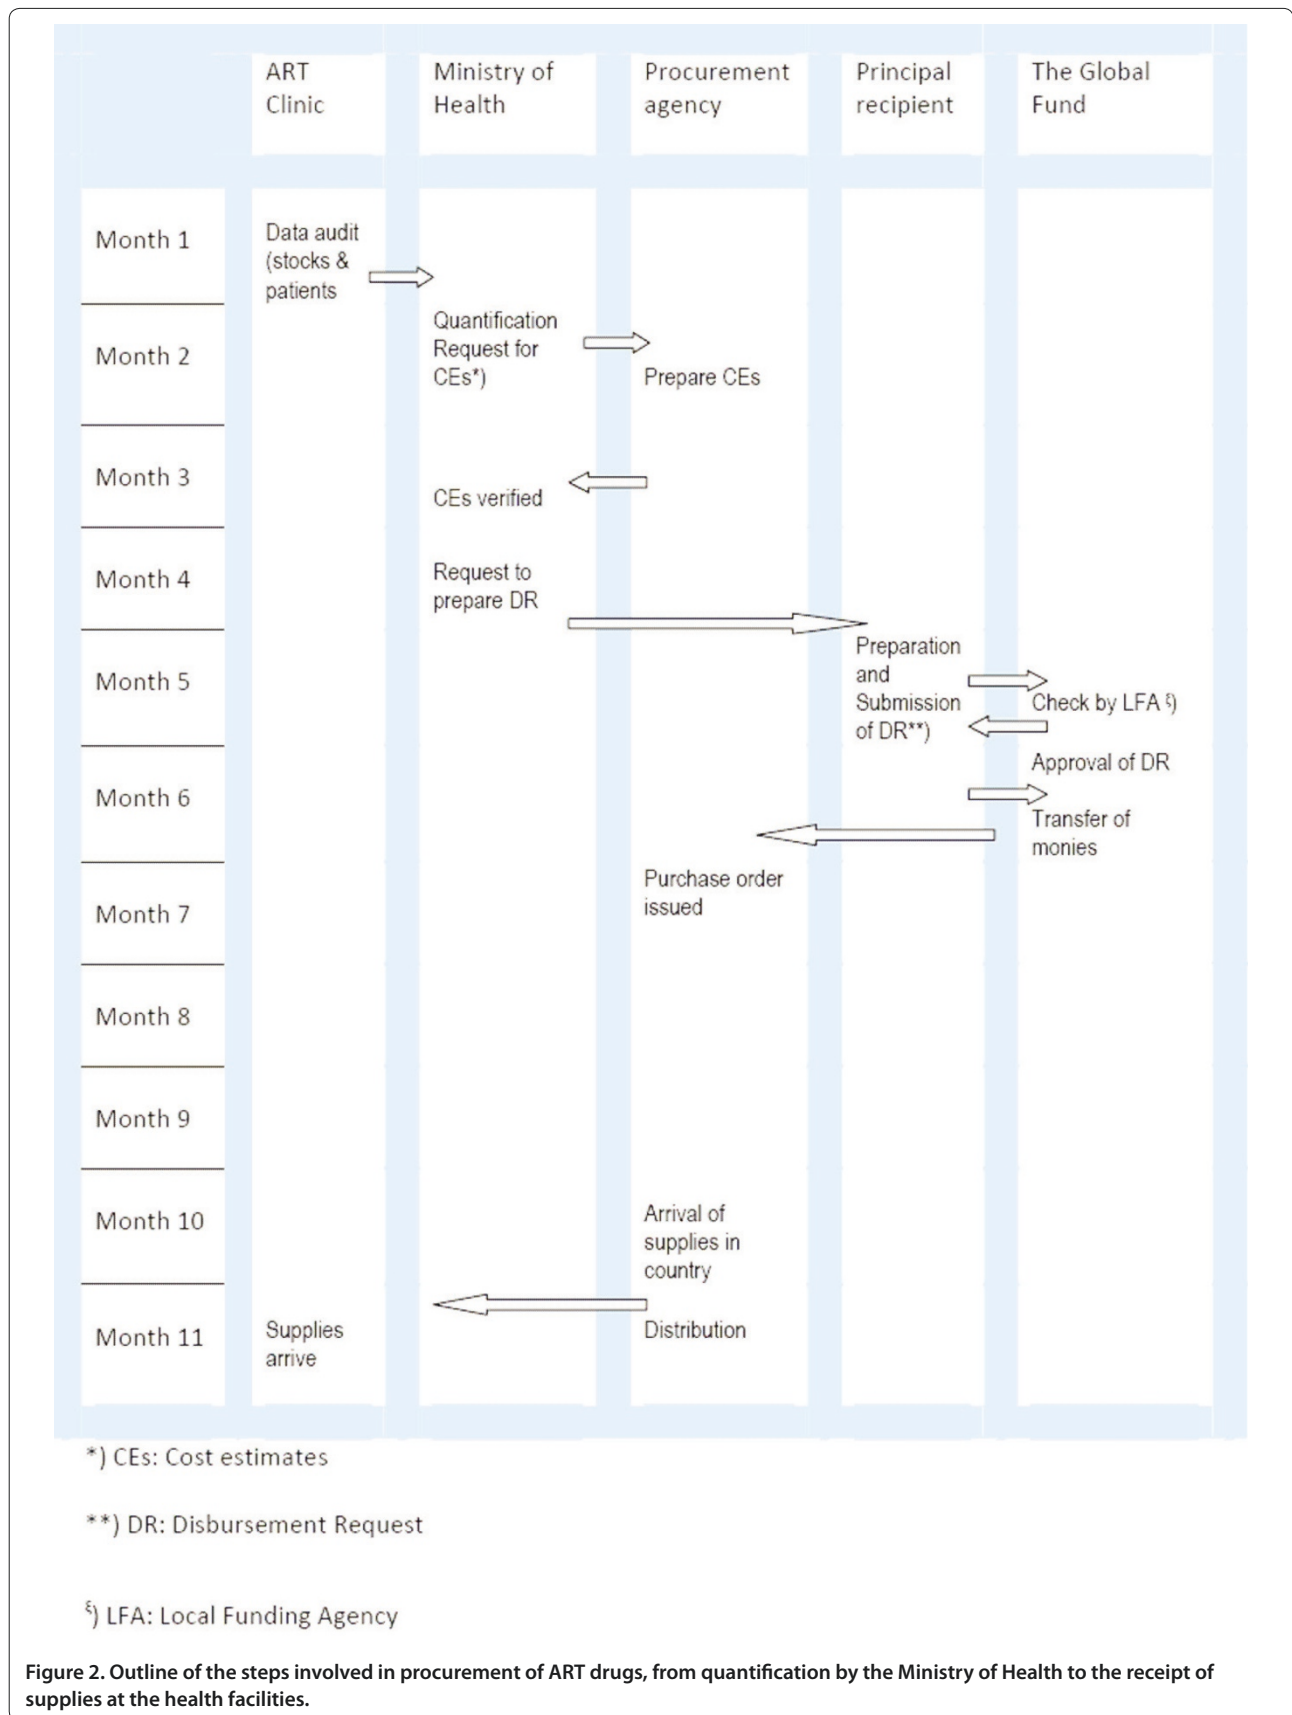 ART
Clinic
Ministry of
Health
Procurement
agency
Principal
recipient
The Global
Fund
Month 1
Data audit
(stocks &
patients
Month 2
Quantification
Request for
CEs*)
Prepare CEs
Month 3
CEs verified
Month 4
Request to
prepare DR
Month 5
Preparation
and
Submission
of DR**)
Check by LFA ξ)
Approval of DR
Month 6
Transfer of
monies
Month 7
Purchase order
issued
Month 8
Month 9
Month 10
Arrival of
supplies in
country
Month 11
Supplies
arrive
Distribution
*) CEs: Cost estimates
**) DR: Disbursement Request
ξ) LFA: Local Funding Agency
Figure 2. Outline of the steps involved in procurement of ART drugs, from quantification by the Ministry of Health to the receipt of
supplies at the health facilities.